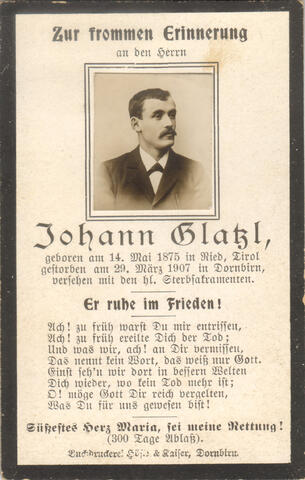 Zur frommen Erinnerung
an den Herrn
Johann Glatzl,
geboren am 14. Mai 1875 in Ried, Tirol
gestorben am 29. März 1907 in Dornbirn,
versehen mit den hl. Sterbsakramenten.
Er ruhe im Frieden!
Ach! zu früh warst Du mir entrissen,
Ach! zu früh ereilte Dich der Tod;
Und was wir, ach! an Dir vermissen,
Das nennt kein Wort, das weiß nur Gott.
Einst seh'n wir dort in bessern Welten
Dich wieder, wo kein Tod mehr ist;
O! möge Gott Dir reich vergelten,
Was Du für uns gewesen bist!
Süßestes Herz Maria, sei meine Rettung!
(300 Tage Ablaß).
Buchdruckerei & Kaiser, Dornbirn.